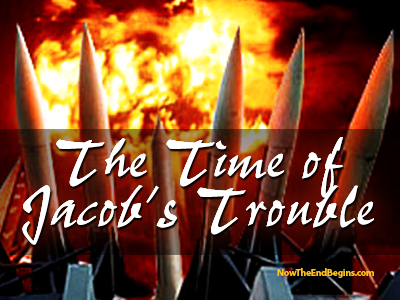 The Time of
Jacob's Trouble
NowTheEndBegins.com